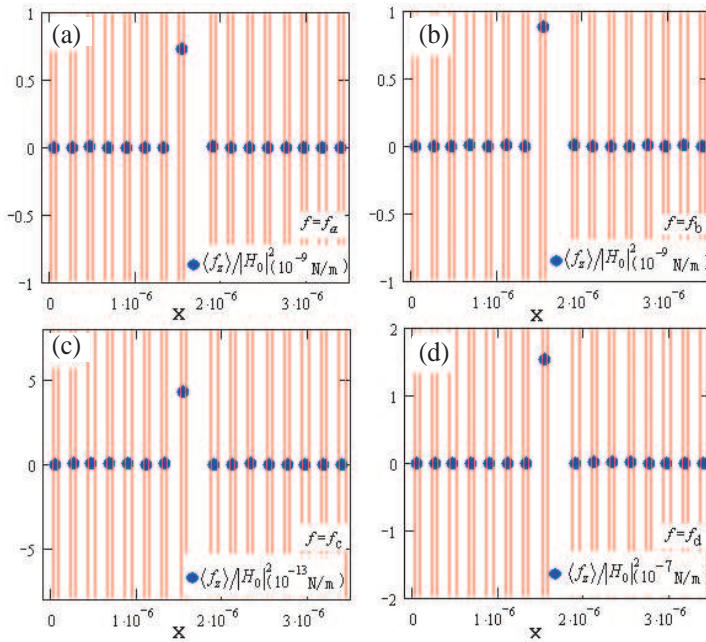 (a)
1
0.5
0
−0.5
−1
f=fa
⟨fz⟩/|H0|²(10⁻⁹ N/m)
0 1·10⁻⁶ 2·10⁻⁶ 3·10⁻⁶
x
(b)
1
0.5
0
−0.5
−1
f=fb
⟨fz⟩/|H0|²(10⁻⁹ N/m)
0 1·10⁻⁶ 2·10⁻⁶ 3·10⁻⁶
x
(c)
5
0
−5
f=fc
⟨fz⟩/|H0|²(10⁻¹³ N/m)
0 1·10⁻⁶ 2·10⁻⁶ 3·10⁻⁶
x
(d)
2
1
0
−1
−2
f=fd
⟨fz⟩/|H0|²(10⁻⁷ N/m)
0 1·10⁻⁶ 2·10⁻⁶ 3·10⁻⁶
x